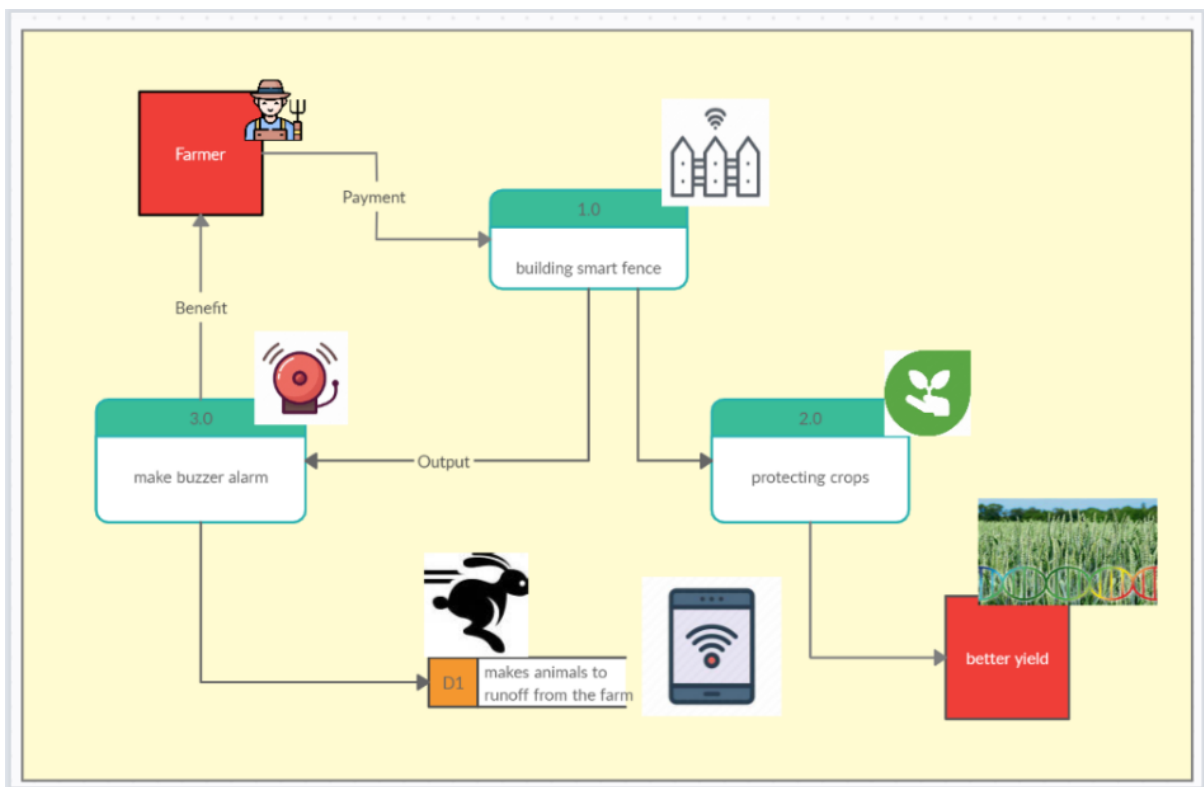 Farmer
Payment
1.0
building smart fence
Benefit
3.0
make buzzer alarm
Output
2.0
protecting crops
D1
makes animals to
runoff from the farm
better yield